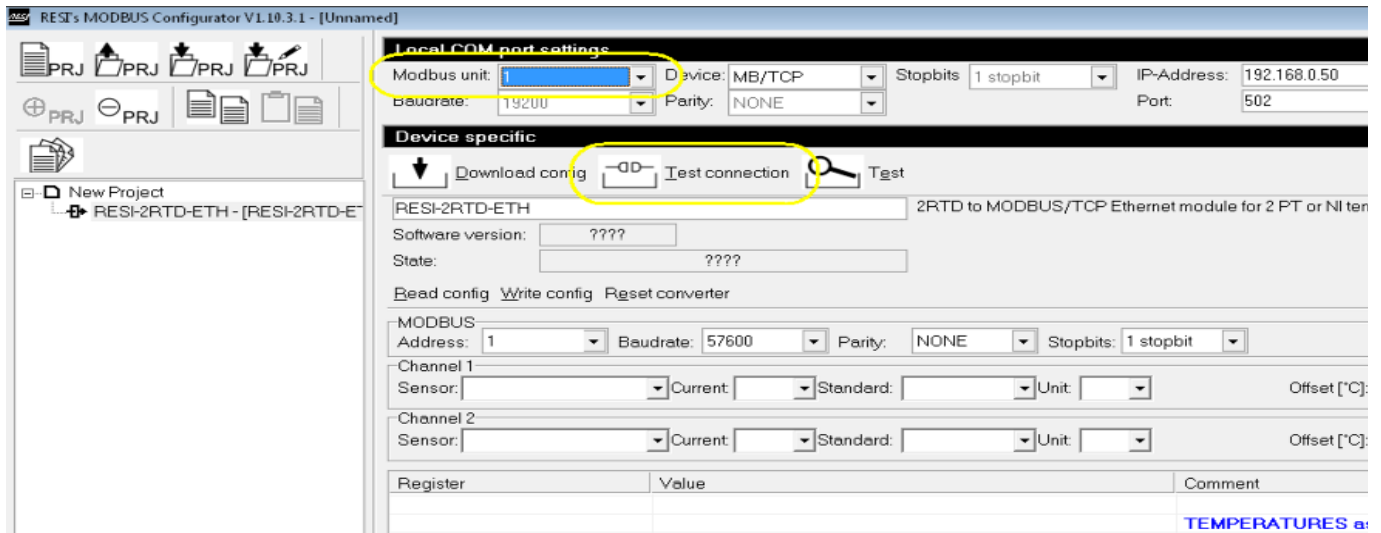 RESI's MODBUS Configurator V1.10.3.1 - [Unnamed]
PRJ PRJ PRJ PRJ
PRJ PRJ
New Project
RESI-2RTD-ETH - [RESI-2RTD-E
Local COM port settings
Modbus unit: 1 Device: MB/TCP Stopbits 1 stopbit IP-Address: 192.168.0.50
Baudrate: 19200 Parity: NONE Port: 502
Device specific
Download config Test connection Test
RESI-2RTD-ETH 2RTD to MODBUS/TCP Ethernet module for 2 PT or NI ten
Software version: ????
State: ????
Read config Write config Reset converter
MODBUS
Address: 1 Baudrate: 57600 Parity: NONE Stopbits: 1 stopbit
Channel 1
Sensor: Current: Standard: Unit: Offset [°C]:
Channel 2
Sensor: Current: Standard: Unit: Offset [°C]:
Register Value Comment
TEMPERATURES as